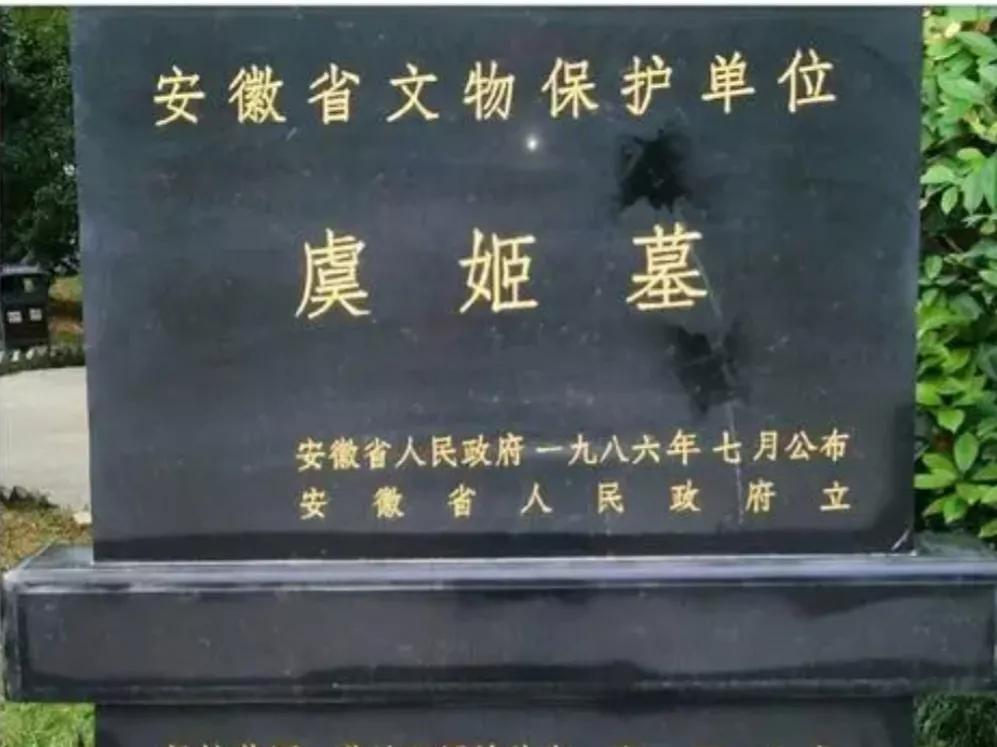 安徽省文物保护单位
虞姬墓
安徽省人民政府一九八六年七月公布
安徽省人民政府立